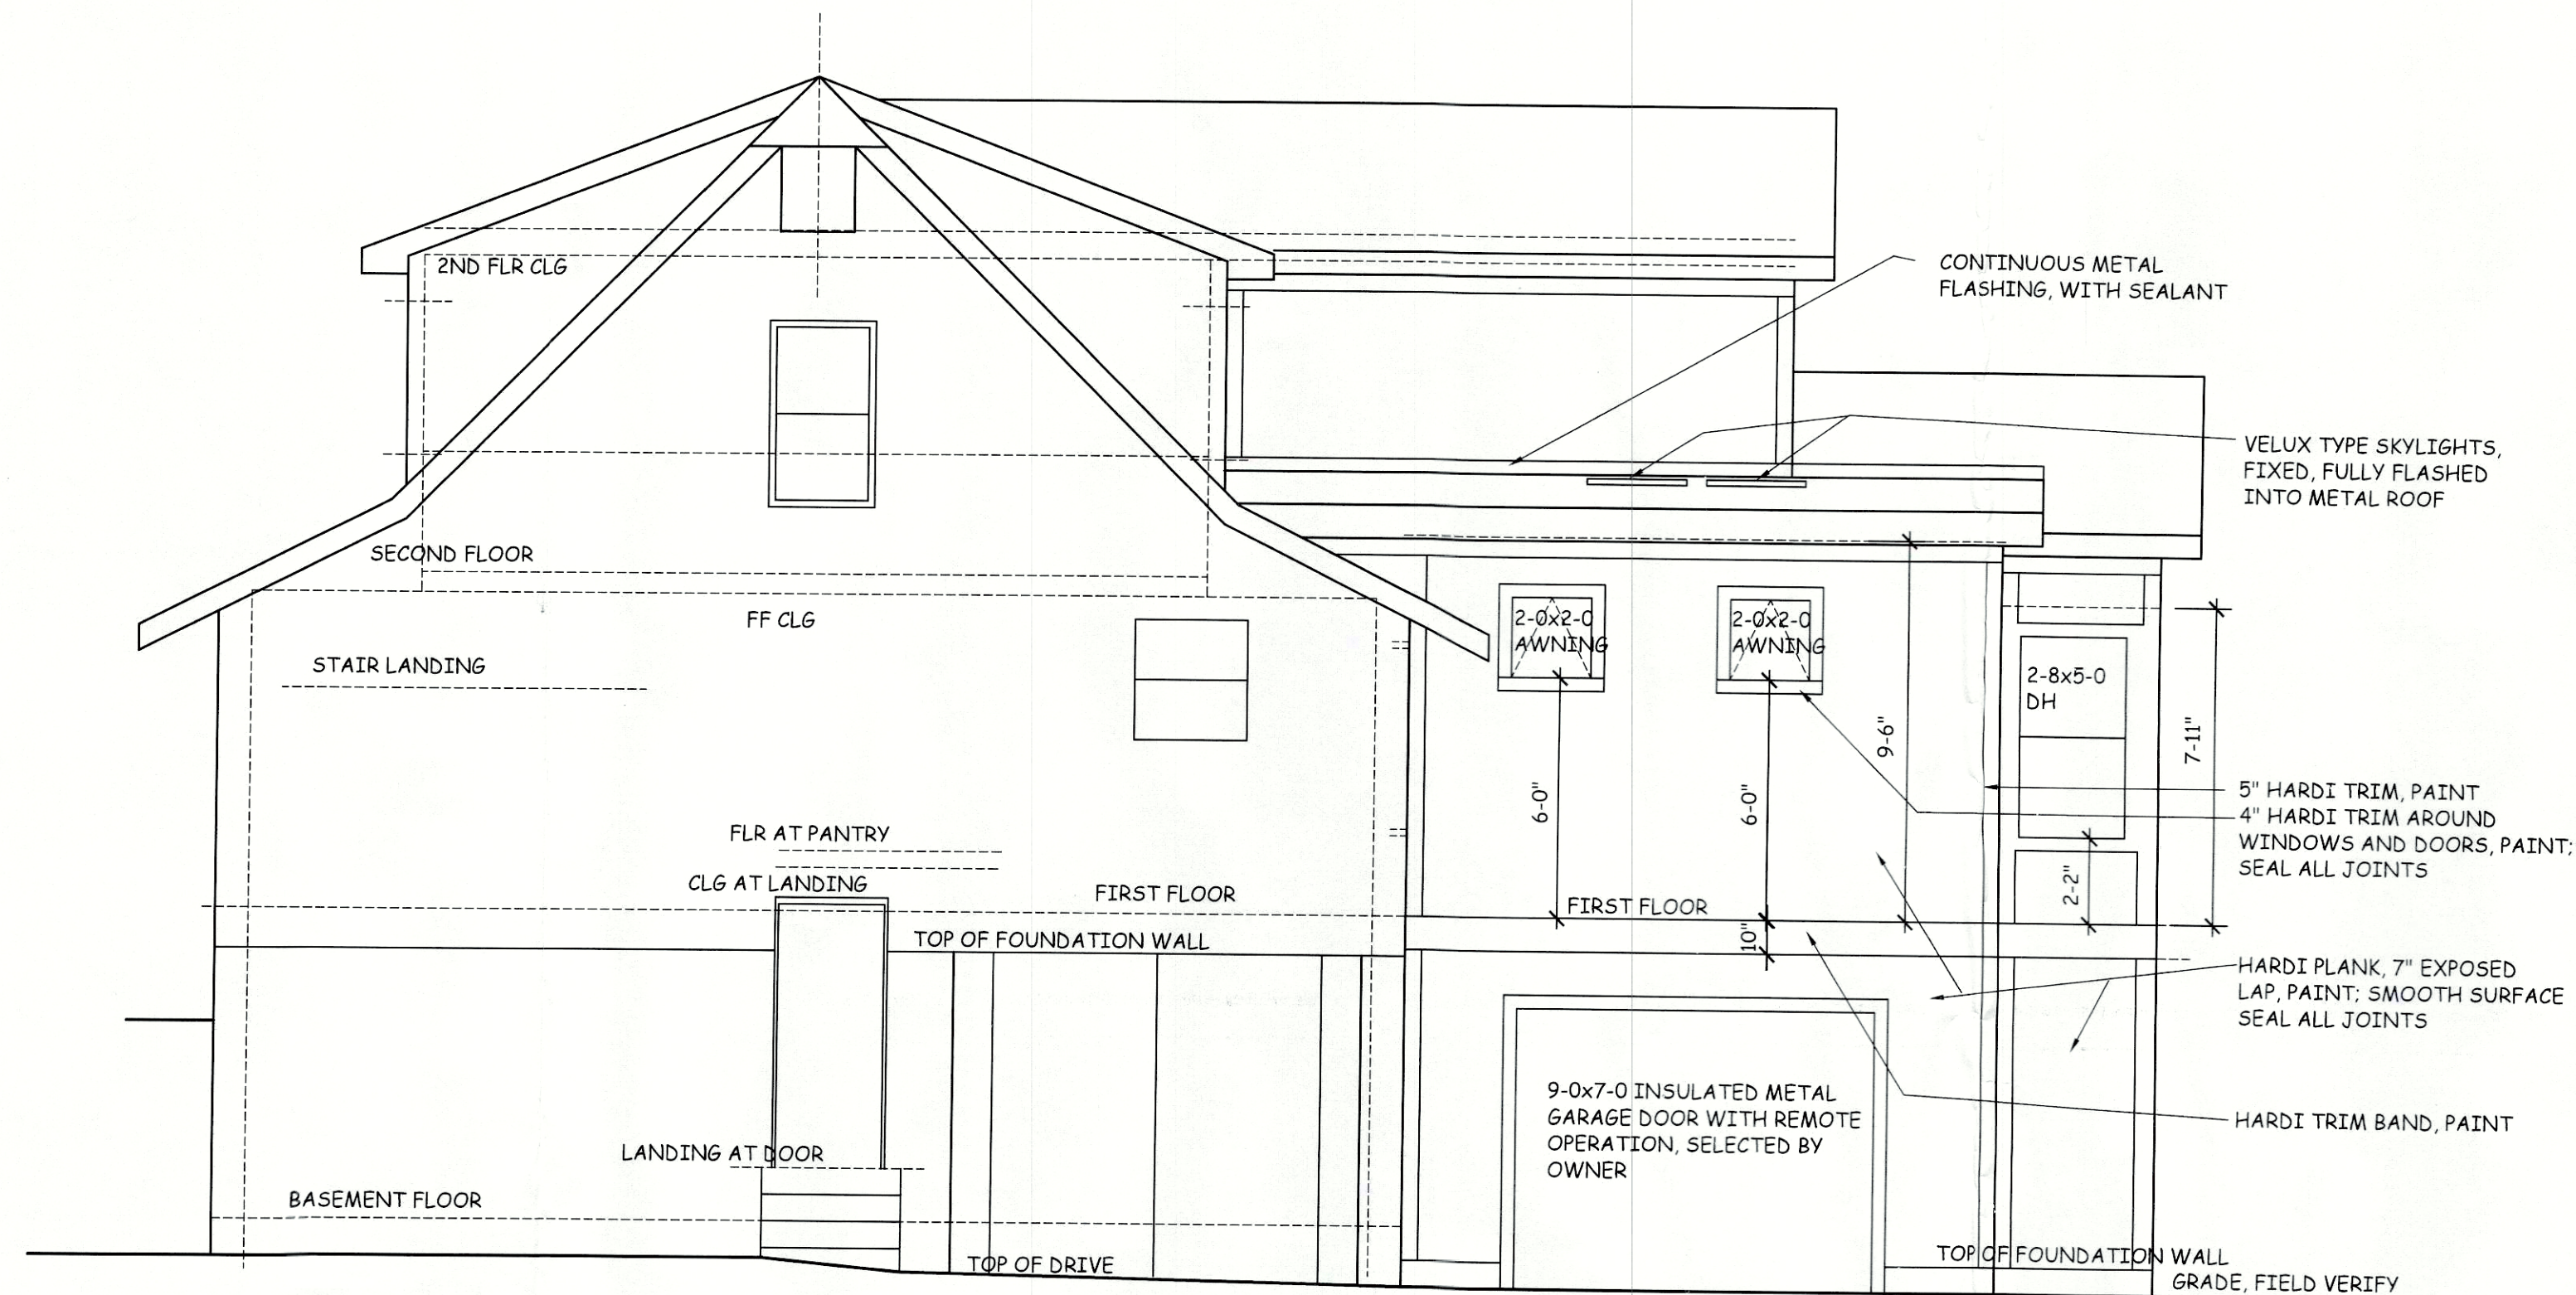 CONTINUOUS METAL
FLASHING, WITH SEALANT
2ND FLR CLG
VELUX TYPE SKYLIGHTS,
FIXED, FULLY FLASHED
INTO METAL ROOF
SECOND FLOOR
FF CLG
STAIR LANDING
2-0x2-0
AWNING
2-0x2-0
AWNING
2-8x5-0
DH
6-0"
6-0"
9-6"
7-11"
2-2"
5" HARDI TRIM, PAINT
4" HARDI TRIM AROUND
WINDOWS AND DOORS, PAINT;
SEAL ALL JOINTS
FLR AT PANTRY
CLG AT LANDING
FIRST FLOOR
FIRST FLOOR
TOP OF FOUNDATION WALL
10"
HARDI PLANK, 7" EXPOSED
LAP, PAINT; SMOOTH SURFACE
SEAL ALL JOINTS
9-0x7-0 INSULATED METAL
GARAGE DOOR WITH REMOTE
OPERATION, SELECTED BY
OWNER
HARDI TRIM BAND, PAINT
LANDING AT DOOR
BASEMENT FLOOR
TOP OF DRIVE
TOP OF FOUNDATION WALL
GRADE, FIELD VERIFY